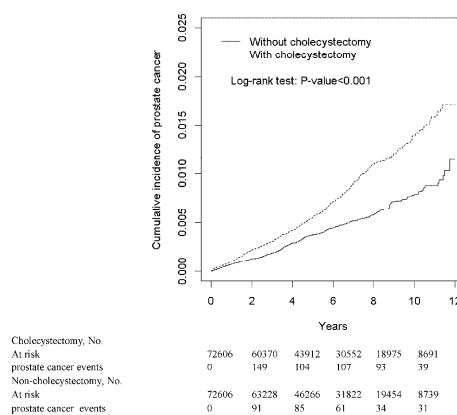 Cumulative incidence of prostate cancer
0.025
0.020
0.015
0.010
0.005
0.000
Without cholecystectomy
With cholecystectomy
Log-rank test: P-value<0.001
0 2 4 6 8 10 12
Years
Cholecystectomy, No.
At risk 72606 60370 43912 30552 18975 8691
prostate cancer events 0 149 104 107 93 39
Non-cholecystectomy, No.
At risk 72606 63228 46266 31822 19454 8739
prostate cancer events 0 91 85 61 34 31